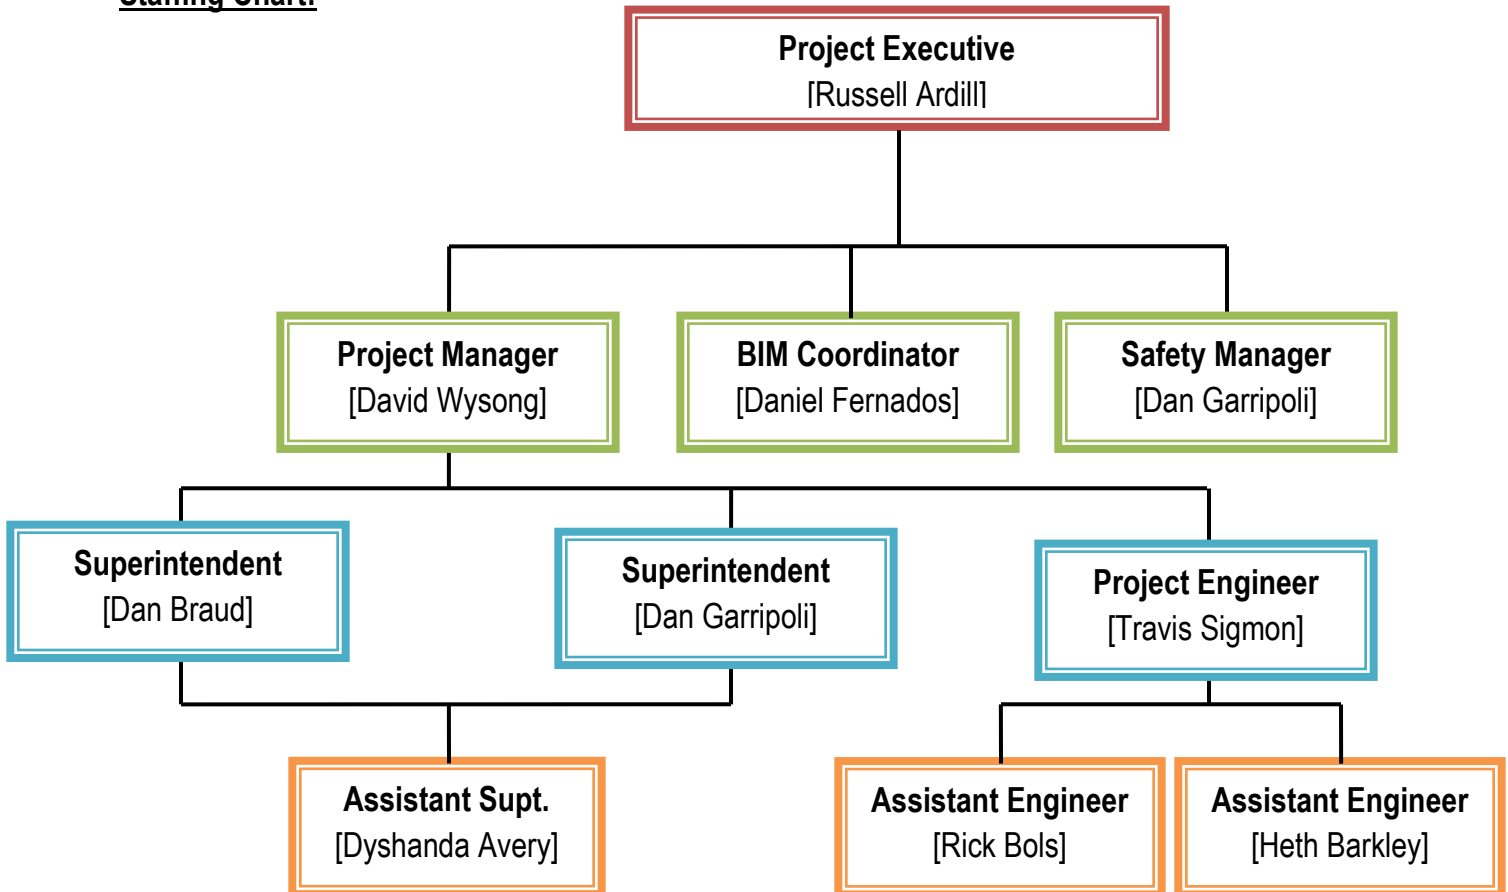 Staffing Chart:
Project Executive
[Russell Ardill]
Project Manager
[David Wysong]
BIM Coordinator
[Daniel Fernados]
Safety Manager
[Dan Garripoli]
Superintendent
[Dan Braud]
Superintendent
[Dan Garripoli]
Project Engineer
[Travis Sigmon]
Assistant Supt.
[Dyshanda Avery]
Assistant Engineer
[Rick Bols]
Assistant Engineer
[Heth Barkley]